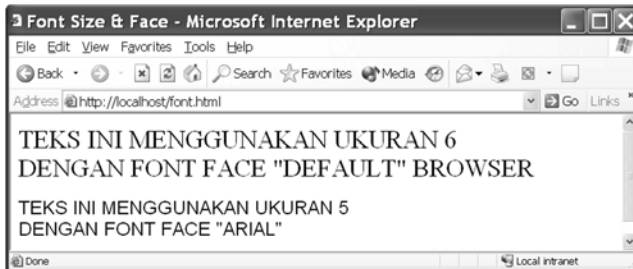 Font Size & Face - Microsoft Internet Explorer
File Edit View Favorites Tools Help
Back Search Favorites Media
Address http://localhost/font.html Go Links »
TEKS INI MENGGUNAKAN UKURAN 6
DENGAN FONT FACE "DEFAULT" BROWSER
TEKS INI MENGGUNAKAN UKURAN 5
DENGAN FONT FACE "ARIAL"
Done Local intranet